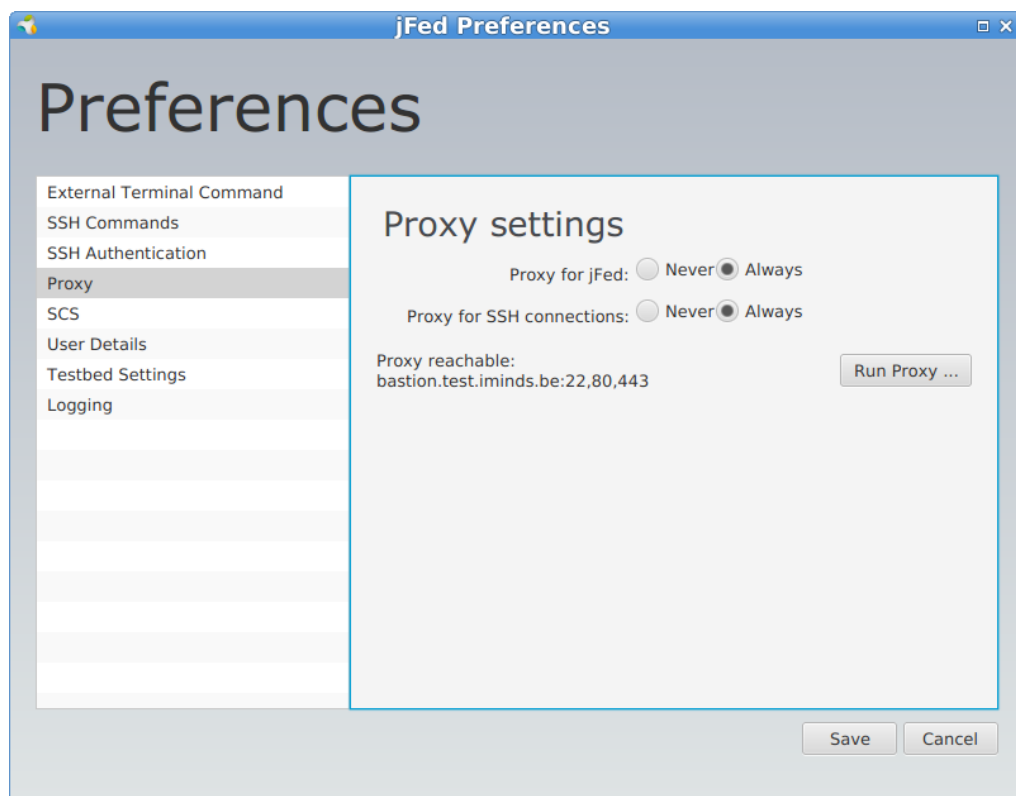 jFed Preferences
Preferences
External Terminal Command
SSH Commands
SSH Authentication
Proxy
SCS
User Details
Testbed Settings
Logging
Proxy settings
Proxy for jFed: Never Always
Proxy for SSH connections: Never Always
Proxy reachable:
bastion.test.iminds.be:22,80,443
Run Proxy ...
Save Cancel